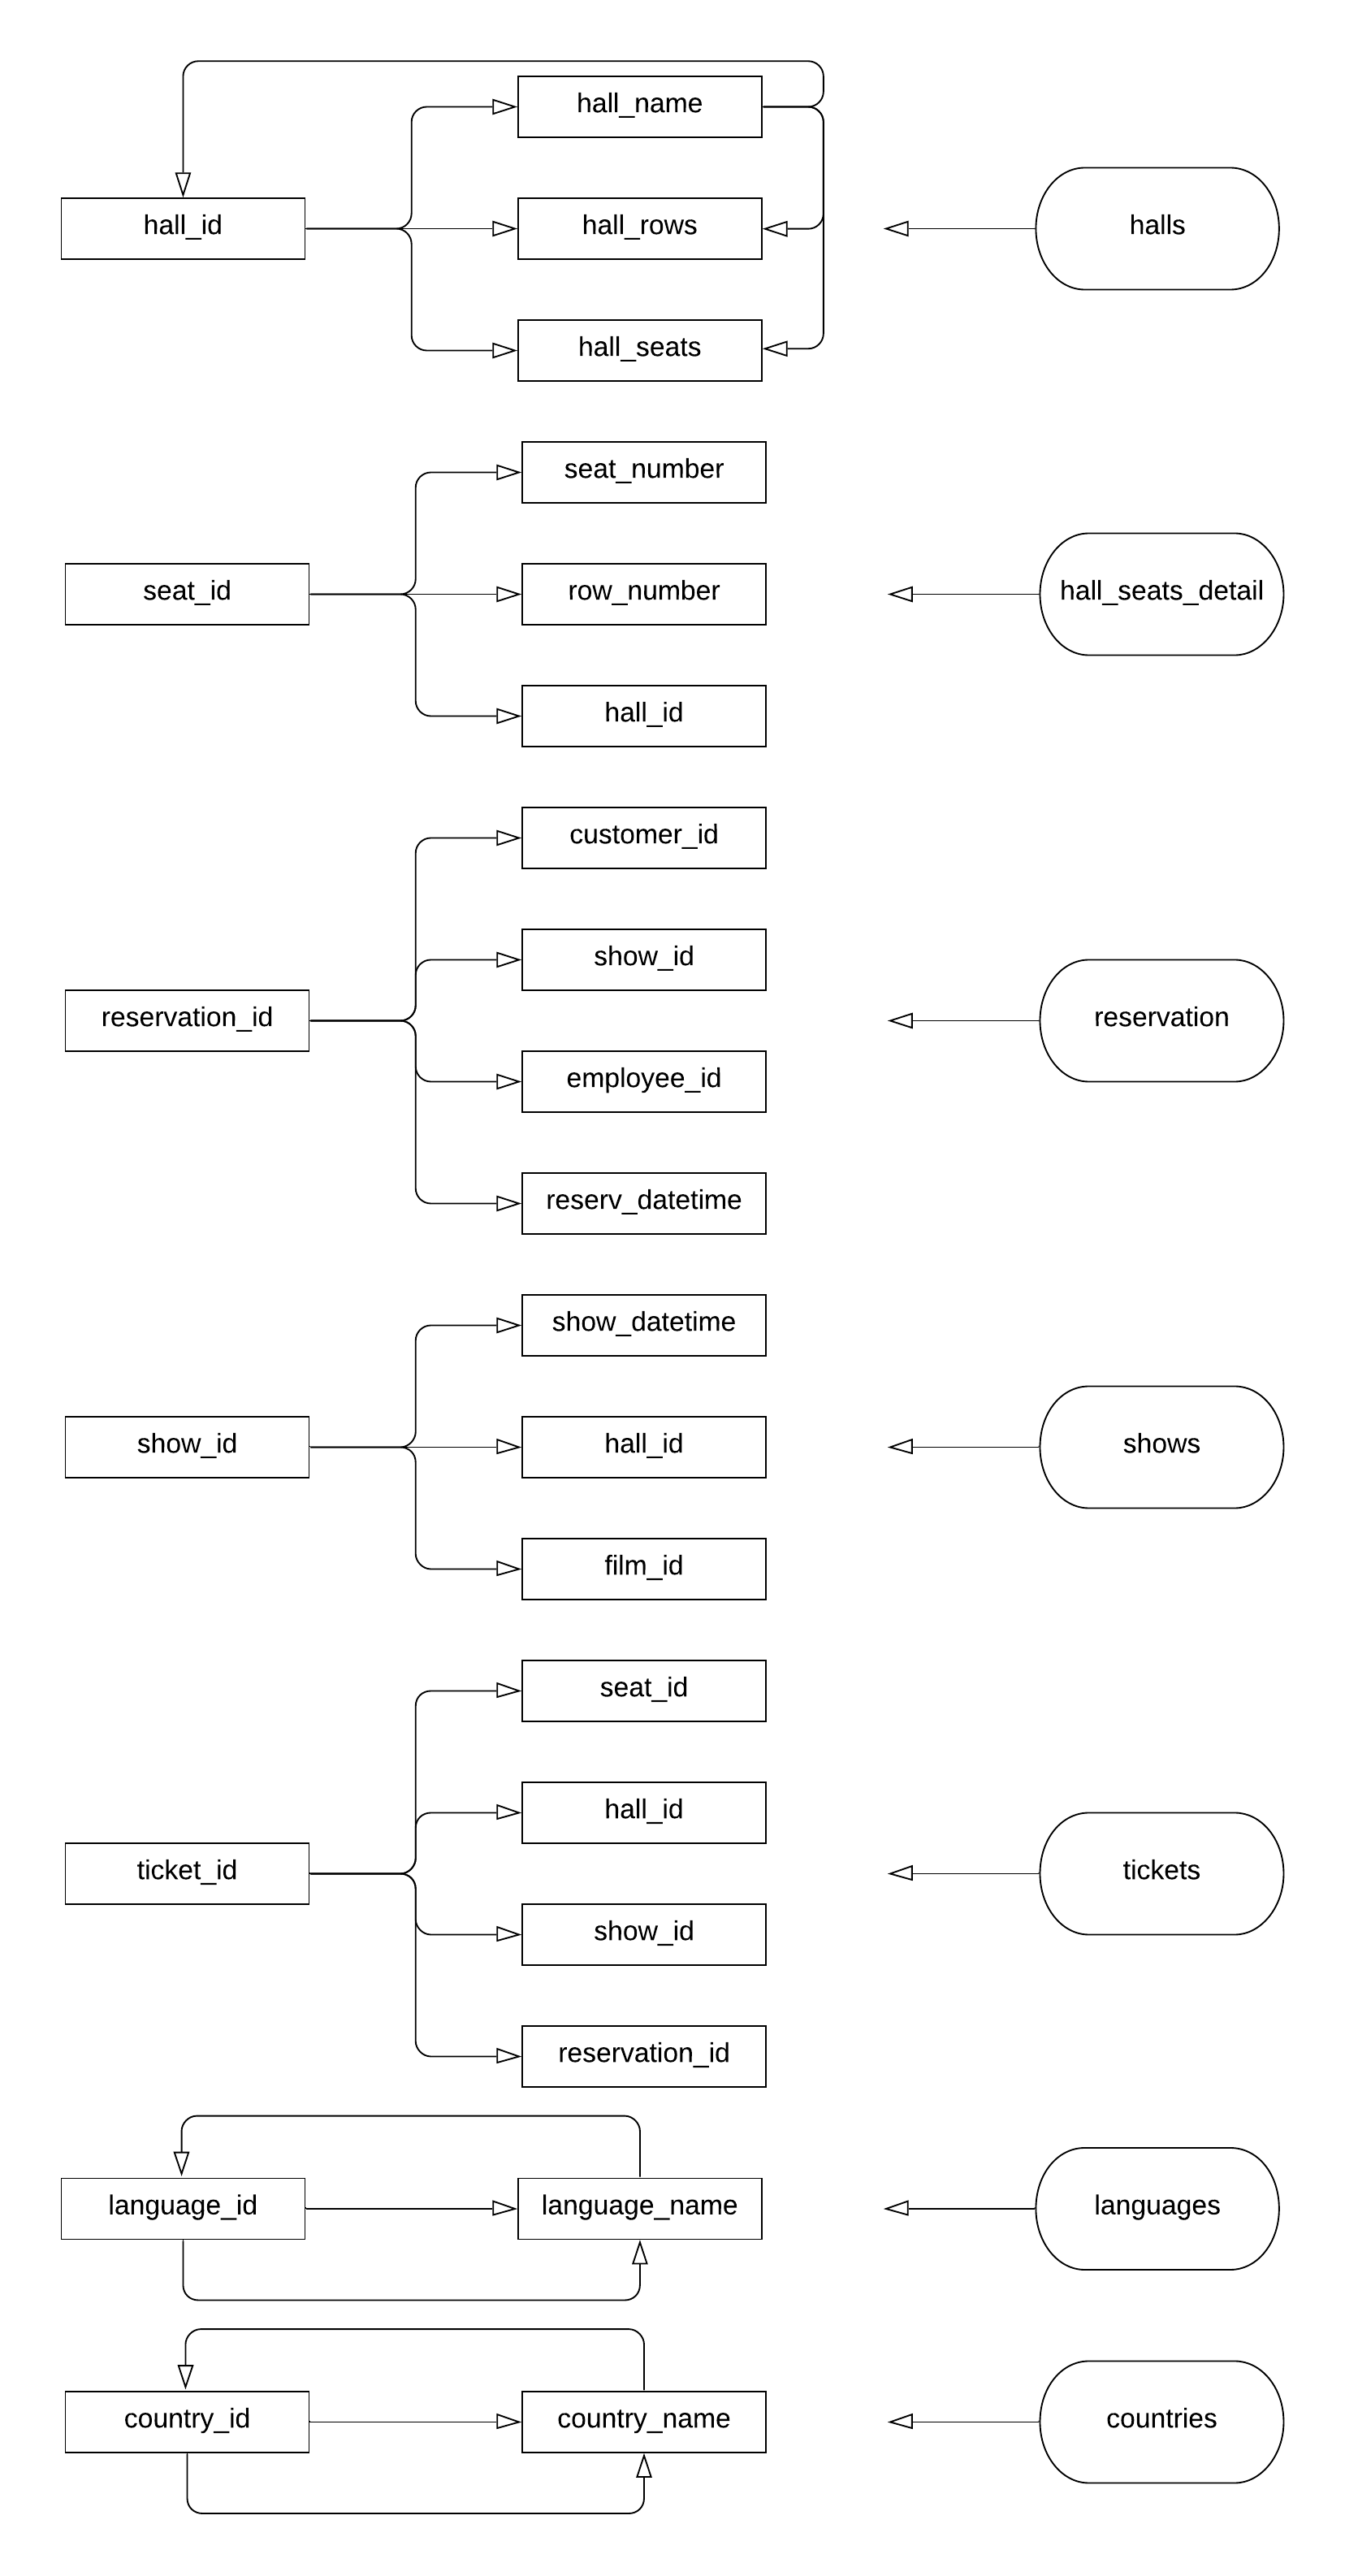 hall_name
hall_id
hall_rows
halls
hall_seats
seat_number
seat_id
row_number
hall_seats_detail
hall_id
customer_id
show_id
reservation_id
reservation
employee_id
reserv_datetime
show_datetime
show_id
hall_id
shows
film_id
seat_id
hall_id
ticket_id
tickets
show_id
reservation_id
language_id
language_name
languages
country_id
country_name
countries